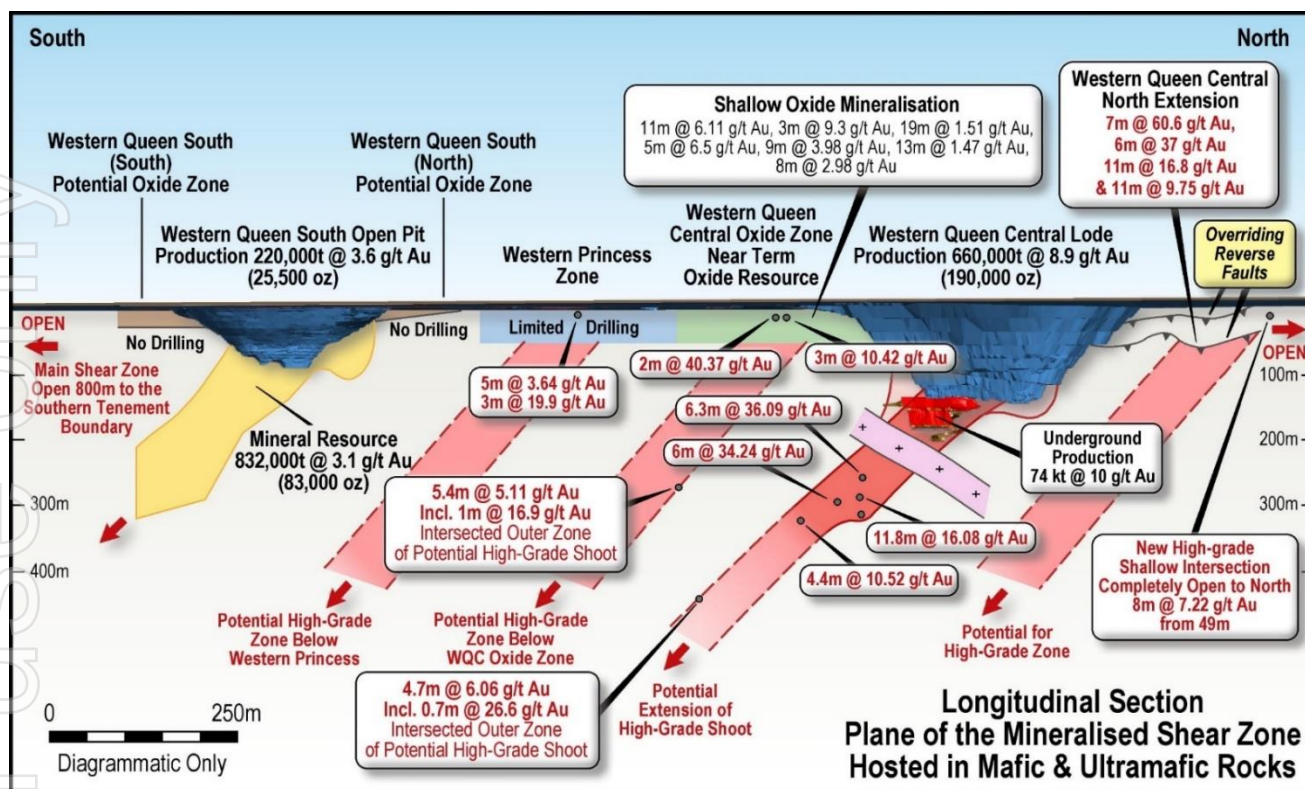 South
North
Western Queen South
(South)
Potential Oxide Zone
Western Queen South
(North)
Potential Oxide Zone
Shallow Oxide Mineralisation
11m @ 6.11 g/t Au, 3m @ 9.3 g/t Au, 19m @ 1.51 g/t Au,
5m @ 6.5 g/t Au, 9m @ 3.98 g/t Au, 13m @ 1.47 g/t Au,
8m @ 2.98 g/t Au
Western Queen Central
North Extension
7m @ 60.6 g/t Au,
6m @ 37 g/t Au
11m @ 16.8 g/t Au
& 11m @ 9.75 g/t Au
Western Queen South Open Pit
Production 220,000t @ 3.6 g/t Au
(25,500 oz)
Western Princess
Zone
Western Queen
Central Oxide Zone
Near Term
Oxide Resource
Western Queen Central Lode
Production 660,000t @ 8.9 g/t Au
(190,000 oz)
Overriding
Reverse
Faults
OPEN
No Drilling
No Drilling
Limited Drilling
OPEN
Main Shear Zone
Open 800m to the
Southern Tenement
Boundary
5m @ 3.64 g/t Au
3m @ 19.9 g/t Au
2m @ 40.37 g/t Au
3m @ 10.42 g/t Au
100m
6.3m @ 36.09 g/t Au
Mineral Resource
832,000t @ 3.1 g/t Au
(83,000 oz)
6m @ 34.24 g/t Au
Underground
Production
74 kt @ 10 g/t Au
200m
300m
5.4m @ 5.11 g/t Au
Incl. 1m @ 16.9 g/t Au
Intersected Outer Zone
of Potential High-Grade Shoot
300m
11.8m @ 16.08 g/t Au
400m
4.4m @ 10.52 g/t Au
New High-grade
Shallow Intersection
Completely Open to North
8m @ 7.22 g/t Au
from 49m
Potential High-Grade
Zone Below
Western Princess
Potential High-Grade
Zone Below
WQC Oxide Zone
Potential for
High-Grade Zone
4.7m @ 6.06 g/t Au
Incl. 0.7m @ 26.6 g/t Au
Intersected Outer Zone
of Potential High-Grade Shoot
Potential
Extension of
High-Grade Shoot
0 250m
Diagrammatic Only
Longitudinal Section
Plane of the Mineralised Shear Zone
Hosted in Mafic & Ultramafic Rocks